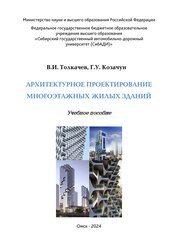 Министерство науки и высшего образования Российской Федерации
Федеральное государственное бюджетное образовательное
учреждение высшего образования
«Сибирский государственный автомобильно-дорожный
университет (СибАДИ)»
В.И. Толкачев, Г.У. Козачун
АРХИТЕКТУРНОЕ ПРОЕКТИРОВАНИЕ
МНОГОЭТАЖНЫХ ЖИЛЫХ ЗДАНИЙ
Учебное пособие
Омск - 2024